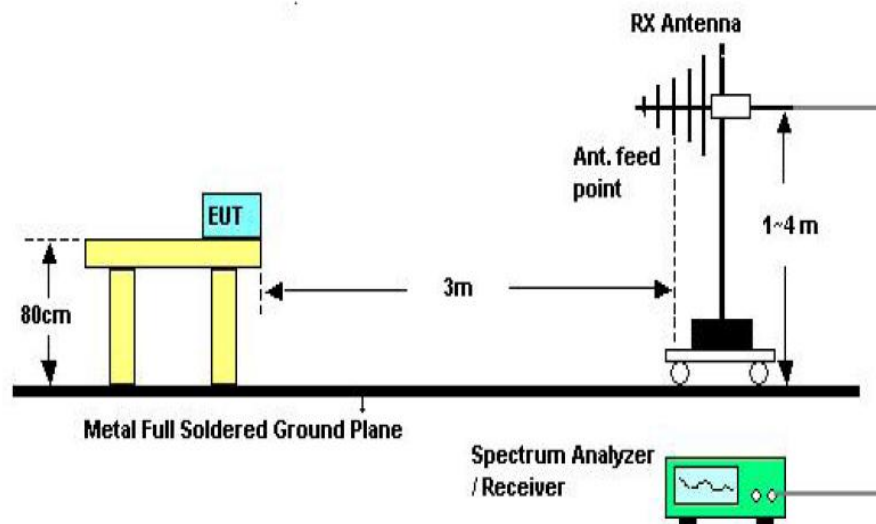 RX Antenna
Ant. feed
point
EUT
1~4 m
3m
80cm
Metal Full Soldered Ground Plane
Spectrum Analyzer
/ Receiver